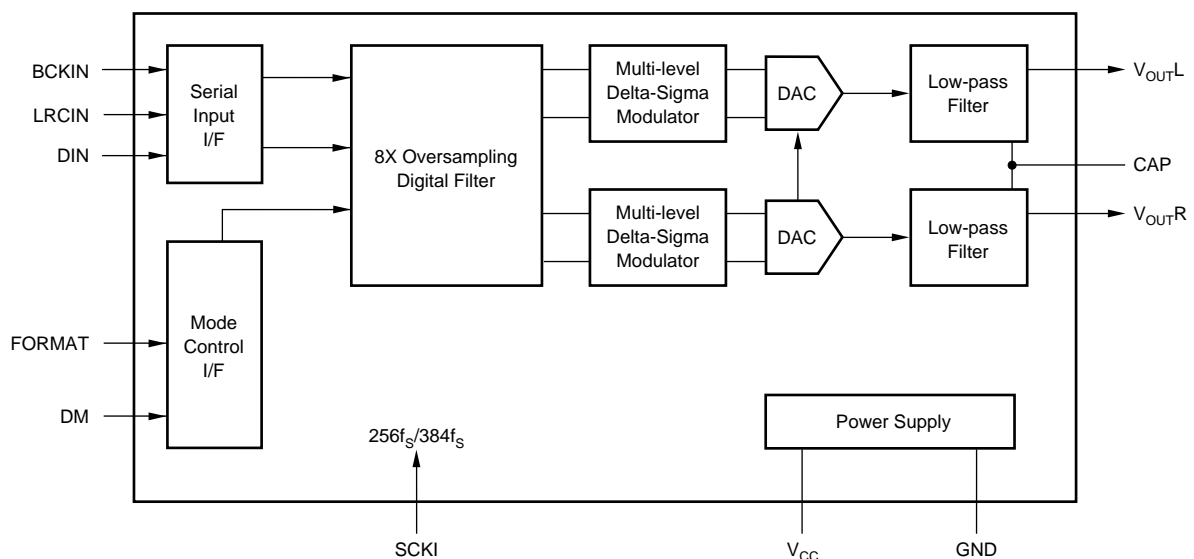 BCKIN
LRCIN
DIN
Serial
Input
I/F
8X Oversampling
Digital Filter
Multi-level
Delta-Sigma
Modulator
DAC
Low-pass
Filter
VOUTL
CAP
Multi-level
Delta-Sigma
Modulator
DAC
Low-pass
Filter
VOUTR
FORMAT
DM
Mode
Control
I/F
256fS/384fS
SCKI
Power Supply
VCC
GND